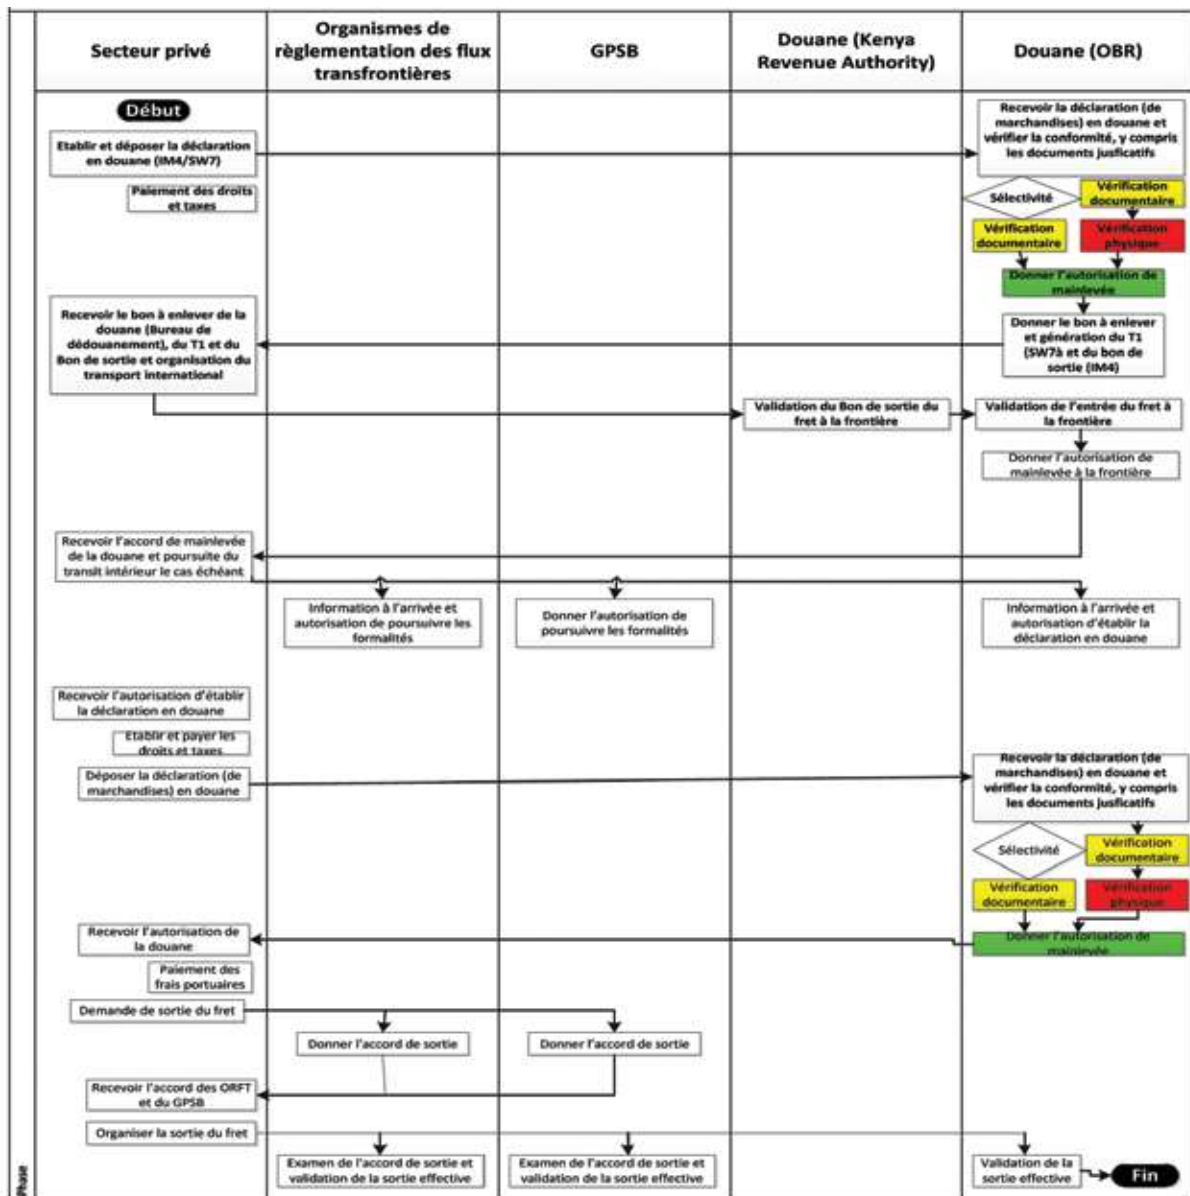 Secteur privé
Organismes de
règlementation des flux
transfrontières
GPSB
Douane (Kenya
Revenue Authority)
Douane (OBR)
Début
Etablir et déposer la déclaration
en douane (IM4/SW7)
Recevoir la déclaration (de
marchandises) en douane et
vérifier la conformité, y compris
les documents jusficatifs
Paiement des droits
et taxes
Sélectivité
Vérification
documentaire
Vérification
documentaire
Vérification
physique
Donner l'autorisation de
mainlevée
Recevoir le bon à enlever de la
douane (Bureau de
dédouanement), du T1 et du
Bon de sortie et organisation du
transport international
Donner le bon à enlever
et génération du T1
(SW7à et du bon de
sortie (IM4)
Validation du Bon de sortie du
fret à la frontière
Validation de l'entrée du fret à
la frontière
Donner l'autorisation de
mainlevée à la frontière
Recevoir l'accord de mainlevée
de la douane et poursuite du
transit intérieur le cas échéant
Information à l'arrivée et
autorisation de poursuivre les
formalités
Donner l'autorisation de
poursuivre les formalités
Information à l'arrivée et
autorisation d'établir la
déclaration en douane
Recevoir l'autorisation d'établir
la déclaration en douane
Etablir et payer les
droits et taxes
Déposer la déclaration (de
marchandises) en douane
Recevoir la déclaration (de
marchandises) en douane et
vérifier la conformité, y compris
les documents jusficatifs
Sélectivité
Vérification
documentaire
Vérification
documentaire
Vérification
physique
Recevoir l'autorisation de
la douane
Donner l'autorisation de
mainlevée
Paiement des
frais portuaires
Demande de sortie du fret
Donner l'accord de sortie
Donner l'accord de sortie
Recevoir l'accord des ORFT
et du GPSB
Organiser la sortie du fret
Examen de l'accord de sortie et
validation de la sortie effective
Examen de l'accord de sortie et
validation de la sortie effective
Validation de la
sortie effective
Fin
Phase